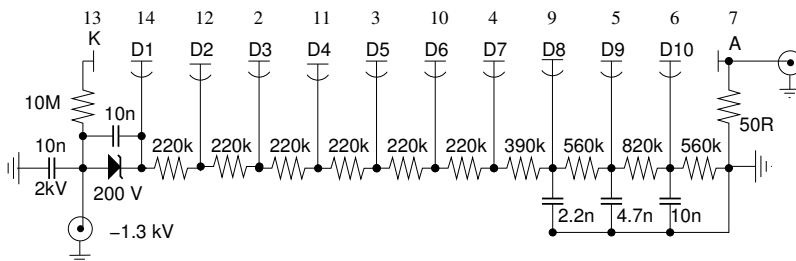 13 14 12 2 11 3 10 4 9 5 6 7
K D1 D2 D3 D4 D5 D6 D7 D8 D9 D10 A
10M 10n 50R
10n 220k 220k 220k 220k 220k 220k 390k 560k 820k 560k
2kV 200 V 2.2n 4.7n 10n
−1.3 kV